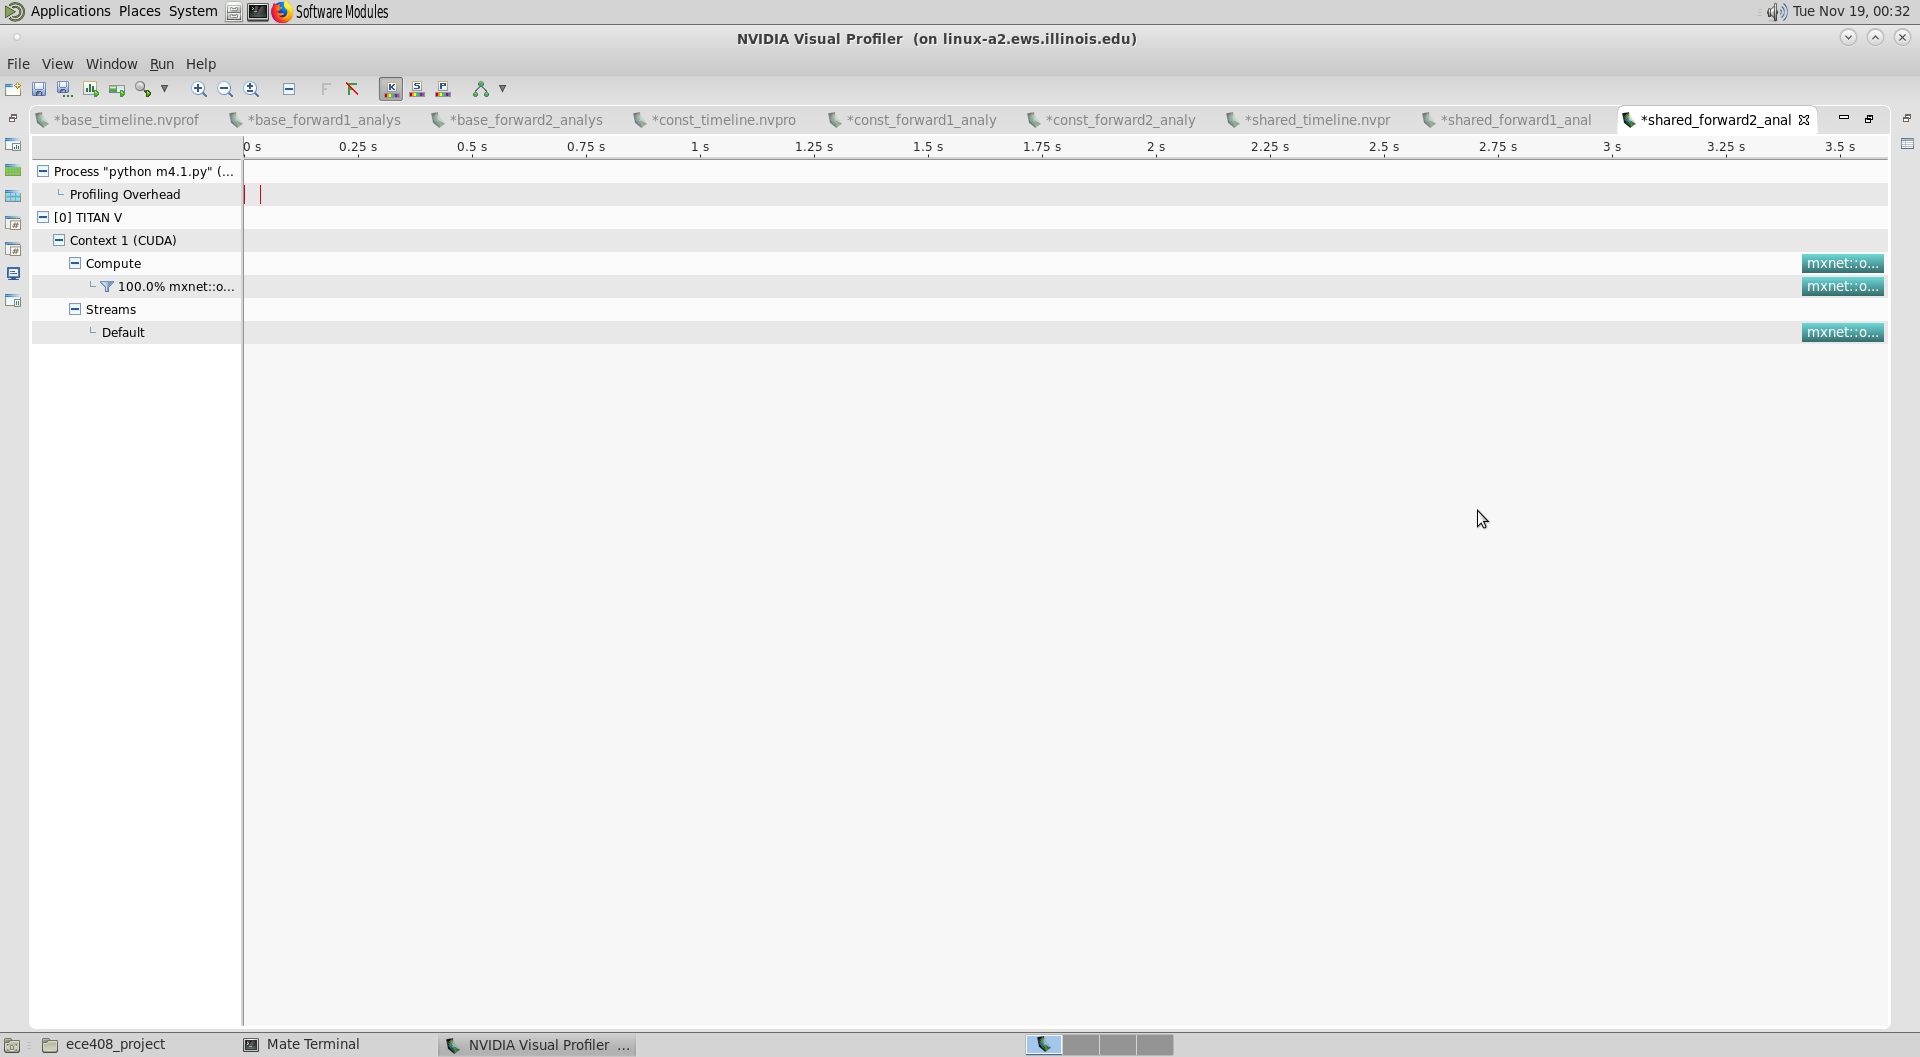 Applications Places System Software Modules Tue Nov 19, 00:32
NVIDIA Visual Profiler (on linux-a2.ews.illinois.edu)
File View Window Run Help
F K S P
*base_timeline.nvprof *base_forward1_analys *base_forward2_analys *const_timeline.nvpro *const_forward1_analy *const_forward2_analy *shared_timeline.nvpr *shared_forward1_anal *shared_forward2_anal
0 s 0.25 s 0.5 s 0.75 s 1 s 1.25 s 1.5 s 1.75 s 2 s 2.25 s 2.5 s 2.75 s 3 s 3.25 s 3.5 s
Process "python m4.1.py" (...
Profiling Overhead
[0] TITAN V
Context 1 (CUDA)
Compute mxnet::o...
100.0% mxnet::o... mxnet::o...
Streams
Default mxnet::o...
ece408_project Mate Terminal NVIDIA Visual Profiler ...